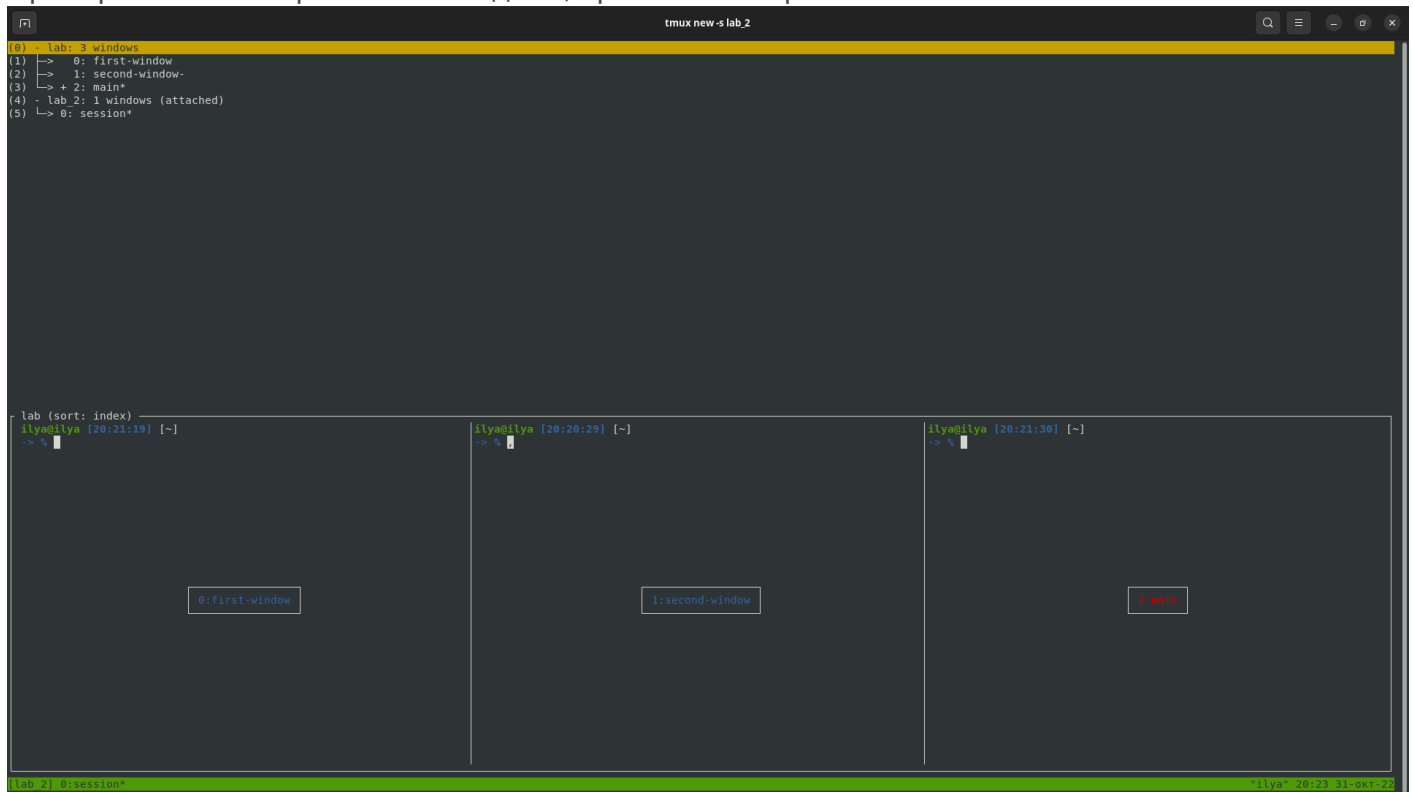 tmux new -s lab_2
(0) - lab: 3 windows
(1) ├─>   0: first-window
(2) ├─>   1: second-window-
(3) └─> + 2: main*
(4) - lab_2: 1 windows (attached)
(5) └─> 0: session*
lab (sort: index)
ilya@ilya [20:21:19] [~]
-> %
0:first-window
ilya@ilya [20:20:29] [~]
-> % ,
1:second-window
ilya@ilya [20:21:30] [~]
-> %
2:main
[lab_2] 0:session* "ilya" 20:23 31-окт-22